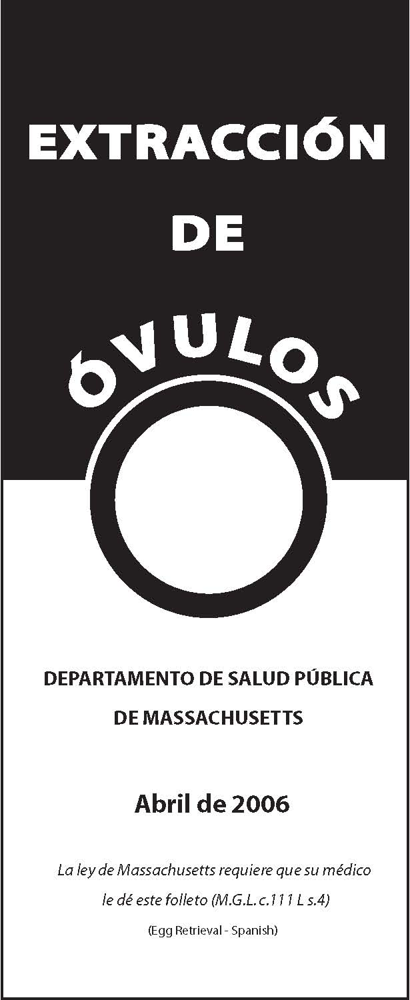 EXTRACCIÓN
DE
ÓVULOS
DEPARTAMENTO DE SALUD PÚBLICA
DE MASSACHUSETTS
Abril de 2006
La ley de Massachusetts requiere que su médico
le dé este folleto (M.G.L. c.111 L s.4)
(Egg Retrieval - Spanish)